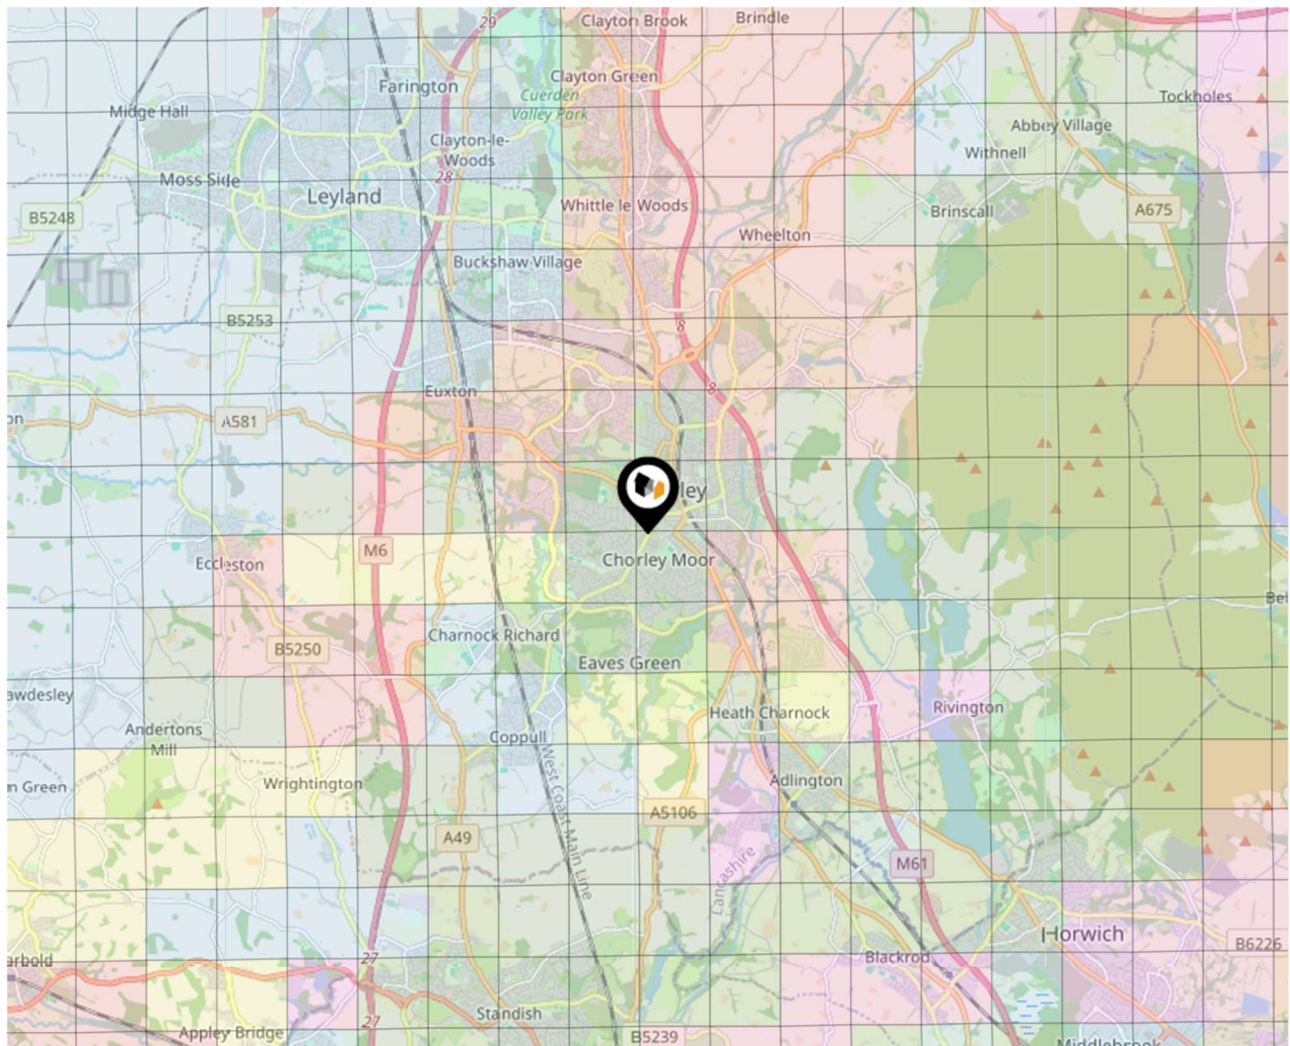 29
Clayton Brook
Brindle
Clayton Green
Farington
Cuerden
Valley Park
Tockholes
Midge Hall
Abbey Village
Clayton-le-
Woods
Withnell
28
Moss Side
Leyland
Whittle le Woods
Brinscall
A675
B5248
Wheelton
Buckshaw Village
B5253
8
Euxton
8
on
A581
ley
M6
Chorley Moor
Eccleston
Bel
Charnock Richard
B5250
Eaves Green
awdesley
Rivington
Heath Charnock
Andertons
Mill
Coppull
West Coast Main Line
n Green
Wrightington
Adlington
A5106
A49
M61
Lancashire
Horwich
B6226
27
Blackrod
arbold
Standish
27
Appley Bridge
B5239
Middlebrook